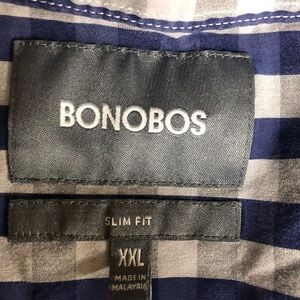 BONOBOS
SLIM FIT
XXL
MADE IN
MALAYSIA